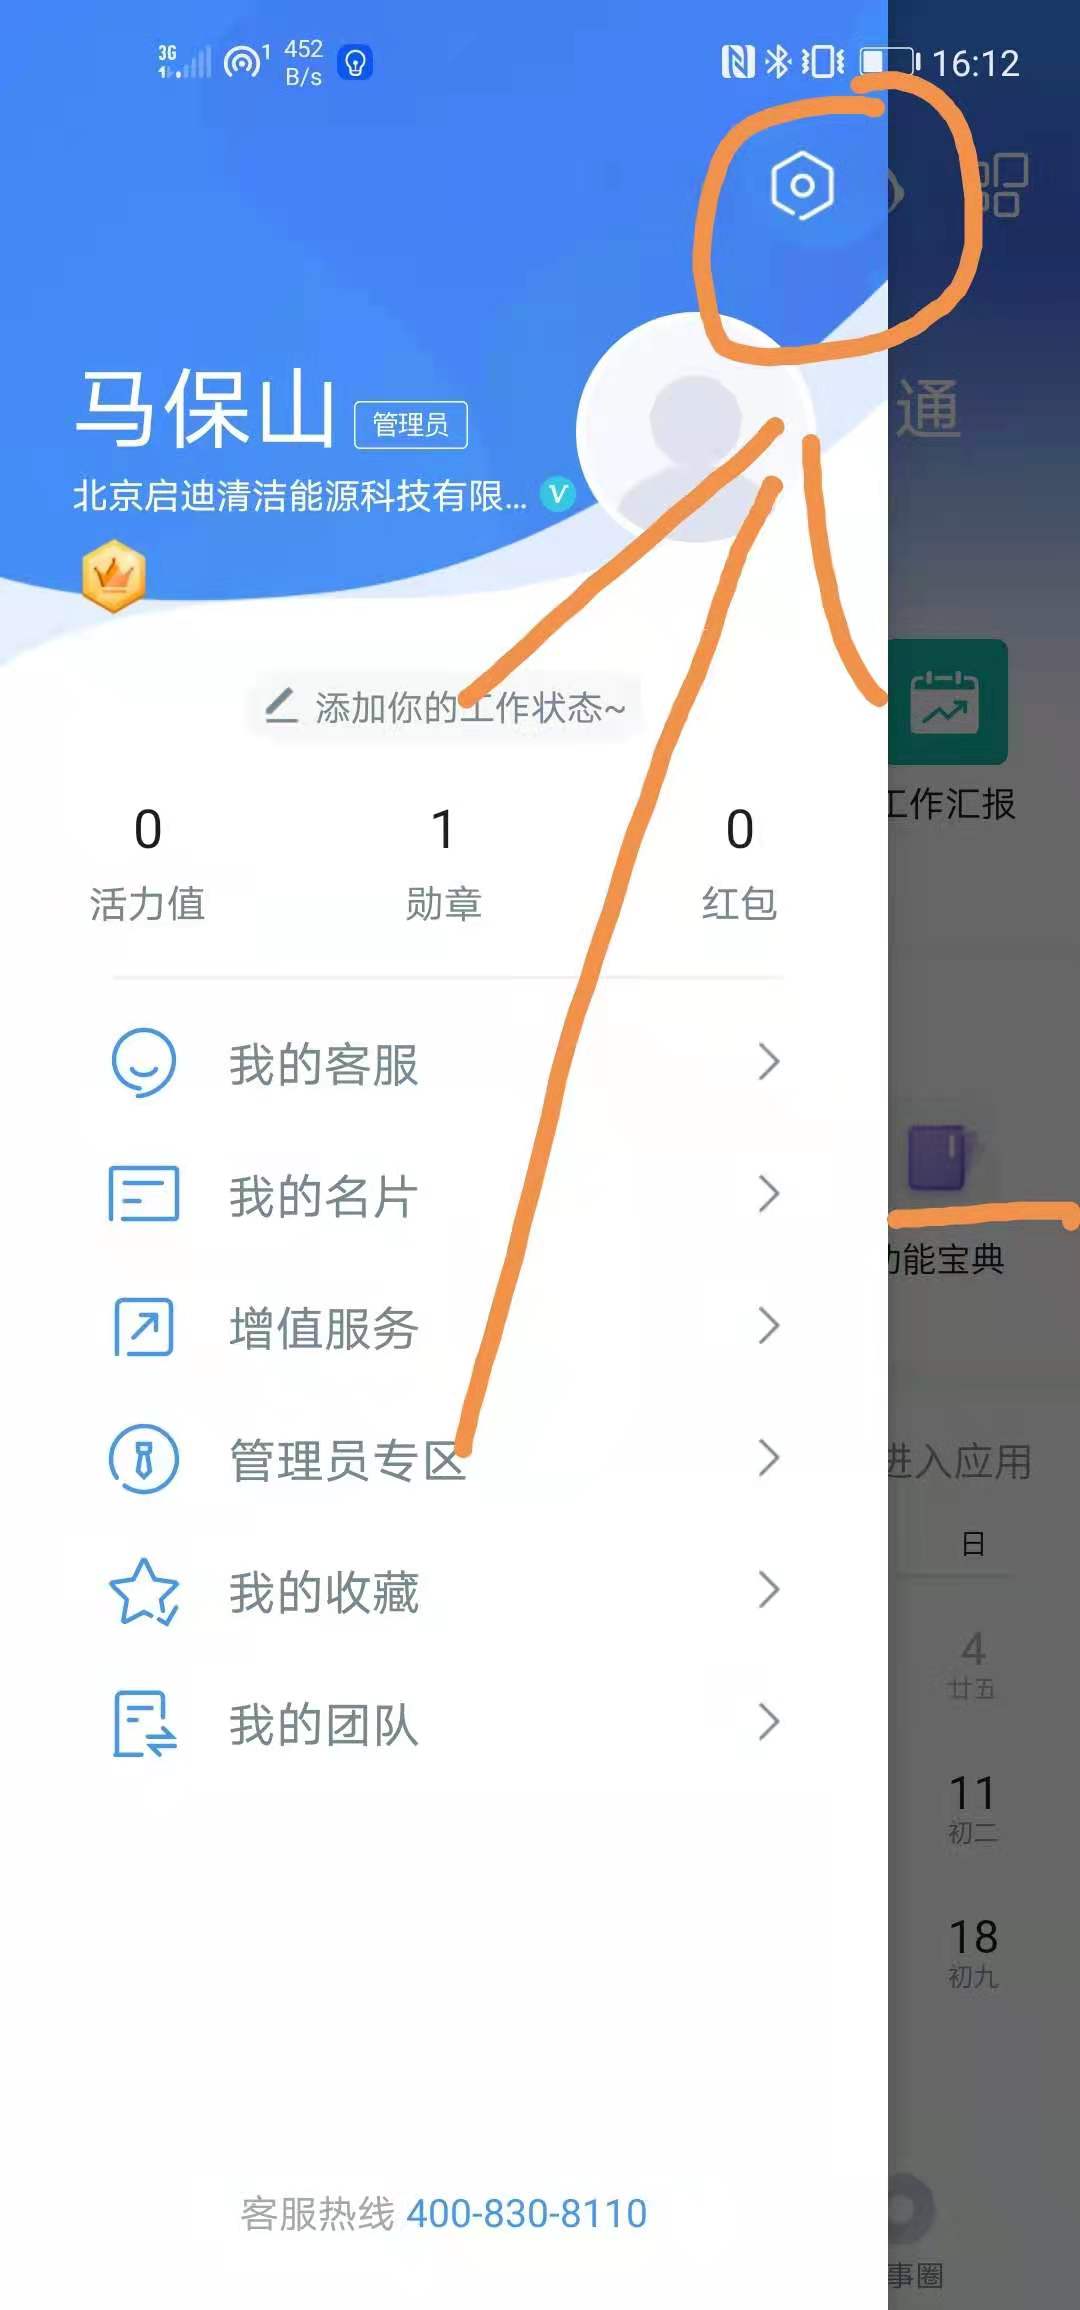 3G
1
452
B/s
16:12
马保山 管理员
通
北京启迪清洁能源科技有限... V
添加你的工作状态~
0 1 0
活力值 勋章 红包
工作汇报
我的客服
我的名片
功能宝典
增值服务
管理员专区
进入应用
日
我的收藏
4
廿五
我的团队
11
初二
18
初九
客服热线 400-830-8110
事圈